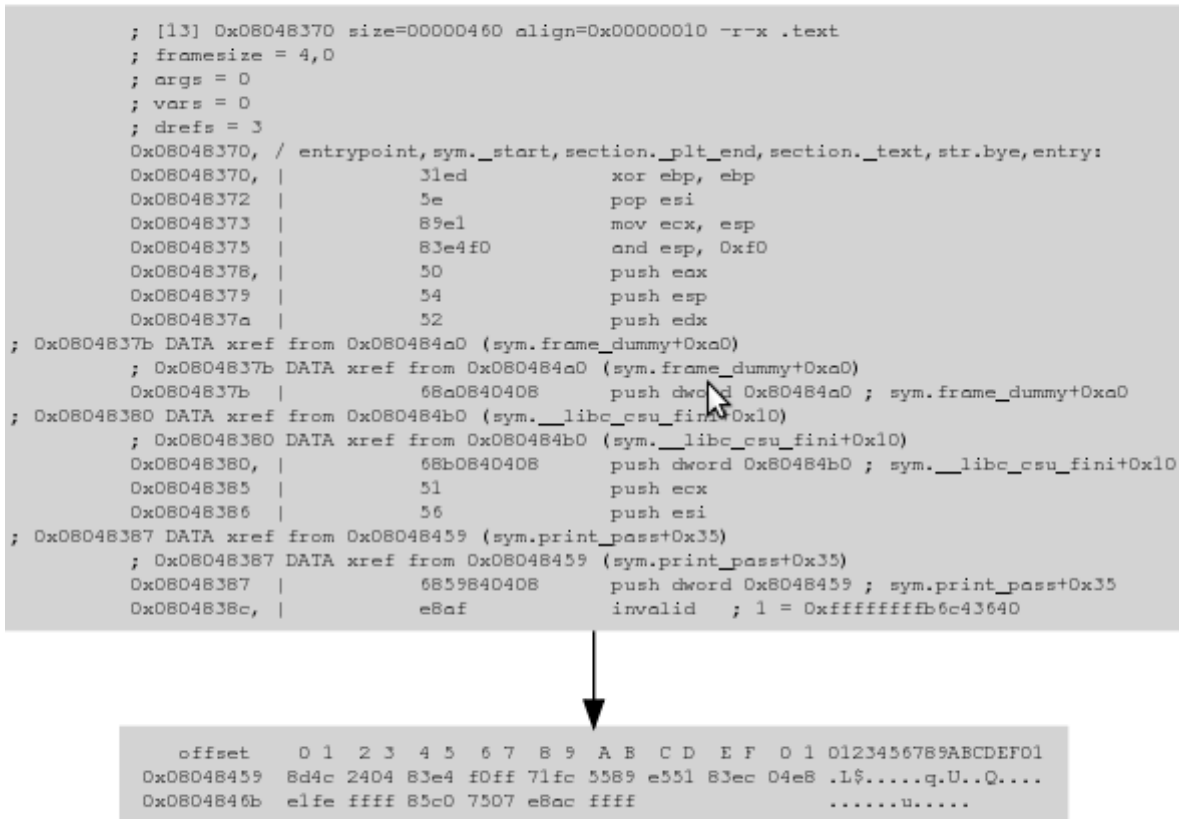 ; [13] 0x08048370 size=00000460 align=0x00000010 -r-x .text
; framesize = 4,0
; args = 0
; vars = 0
; drefs = 3
0x08048370, / entrypoint,sym._start,section._plt_end,section._text,str.bye,entry:
0x08048370, | 31ed xor ebp, ebp
0x08048372 | 5e pop esi
0x08048373 | 89e1 mov ecx, esp
0x08048375 | 83e4f0 and esp, 0xf0
0x08048378, | 50 push eax
0x08048379 | 54 push esp
0x0804837a | 52 push edx
; 0x0804837b DATA xref from 0x080484a0 (sym.frame_dummy+0xa0)
; 0x0804837b DATA xref from 0x080484a0 (sym.frame_dummy+0xa0)
0x0804837b | 68a0840408 push dword 0x80484a0 ; sym.frame_dummy+0xa0
; 0x08048380 DATA xref from 0x080484b0 (sym.__libc_csu_fini+0x10)
; 0x08048380 DATA xref from 0x080484b0 (sym.__libc_csu_fini+0x10)
0x08048380, | 68b0840408 push dword 0x80484b0 ; sym.__libc_csu_fini+0x10
0x08048385 | 51 push ecx
0x08048386 | 56 push esi
; 0x08048387 DATA xref from 0x08048459 (sym.print_pass+0x35)
; 0x08048387 DATA xref from 0x08048459 (sym.print_pass+0x35)
0x08048387 | 6859840408 push dword 0x8048459 ; sym.print_pass+0x35
0x0804838c, | e8af invalid ; 1 = 0xffffffffb6c43640
offset 0 1 2 3 4 5 6 7 8 9 A B C D E F 0 1 0123456789ABCDEF01
0x08048459 8d4c 2404 83e4 f0ff 71fc 5589 e551 83ec 04e8 .L$.....q.U..Q....
0x0804846b e1fe ffff 85c0 7507 e8ac ffff ......u.....